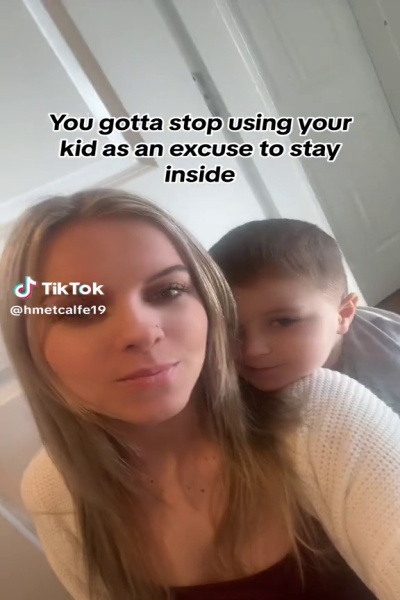 You gotta stop using your
kid as an excuse to stay
inside
TikTok
@hmetcalfe19